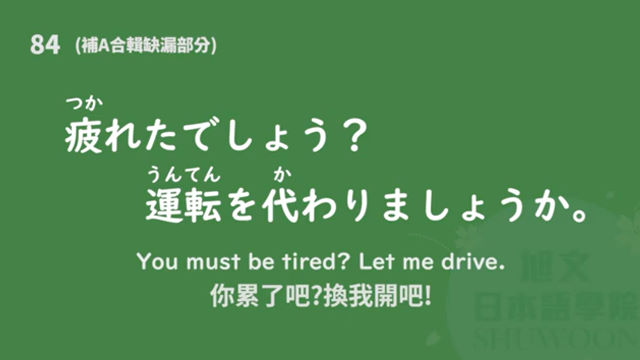 84 (補A合輯缺漏部分)
つか
疲れたでしょう？
うんてん か
運転を代わりましょうか。
You must be tired? Let me drive.
你累了吧?換我開吧!
旭文
日本語學院
SHUWOON